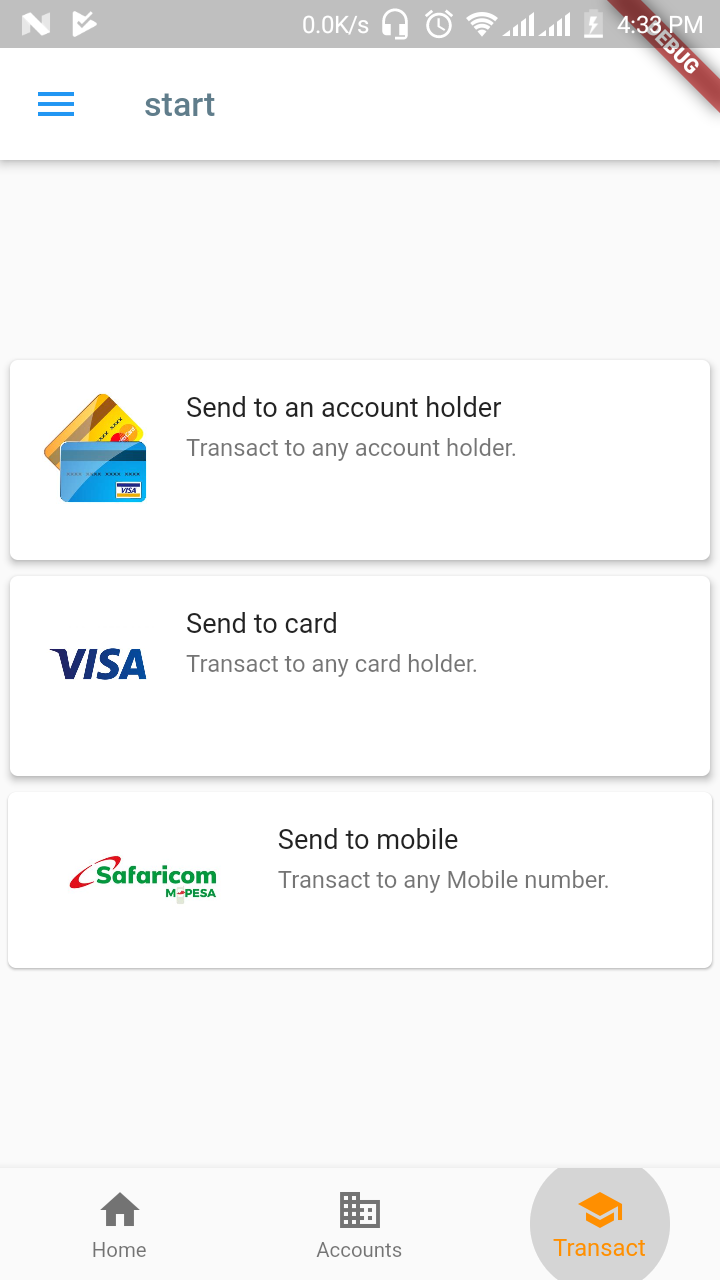 0.0K/s 4:33 PM
DEBUG
start
Send to an account holder
Transact to any account holder.
VISA
Send to card
Transact to any card holder.
VISA
Send to mobile
Transact to any Mobile number.
Safaricom
M-PESA
Home Accounts Transact